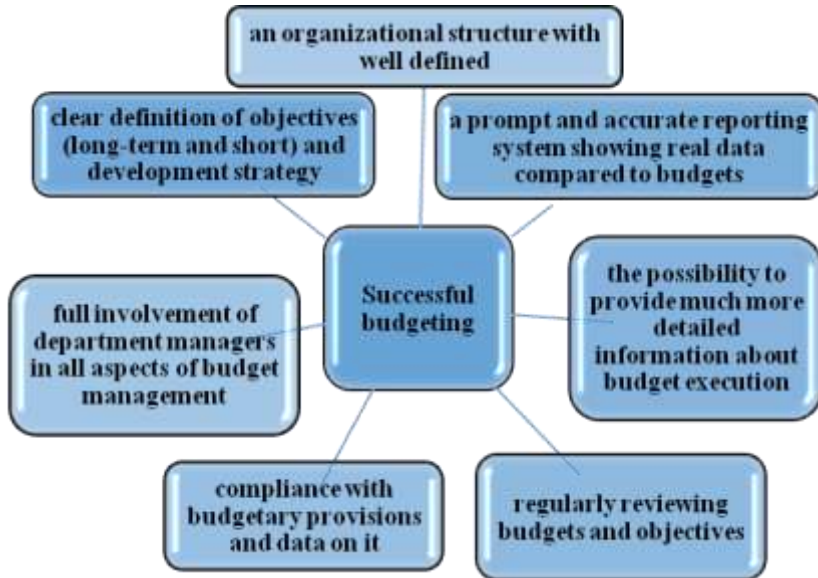 an organizational structure with
well defined
clear definition of objectives
(long-term and short) and
development strategy
a prompt and accurate reporting
system showing real data
compared to budgets
Successful
budgeting
full involvement of
department managers
in all aspects of budget
management
the possibility to
provide much more
detailed
information about
budget execution
compliance with
budgetary provisions
and data on it
regularly reviewing
budgets and objectives